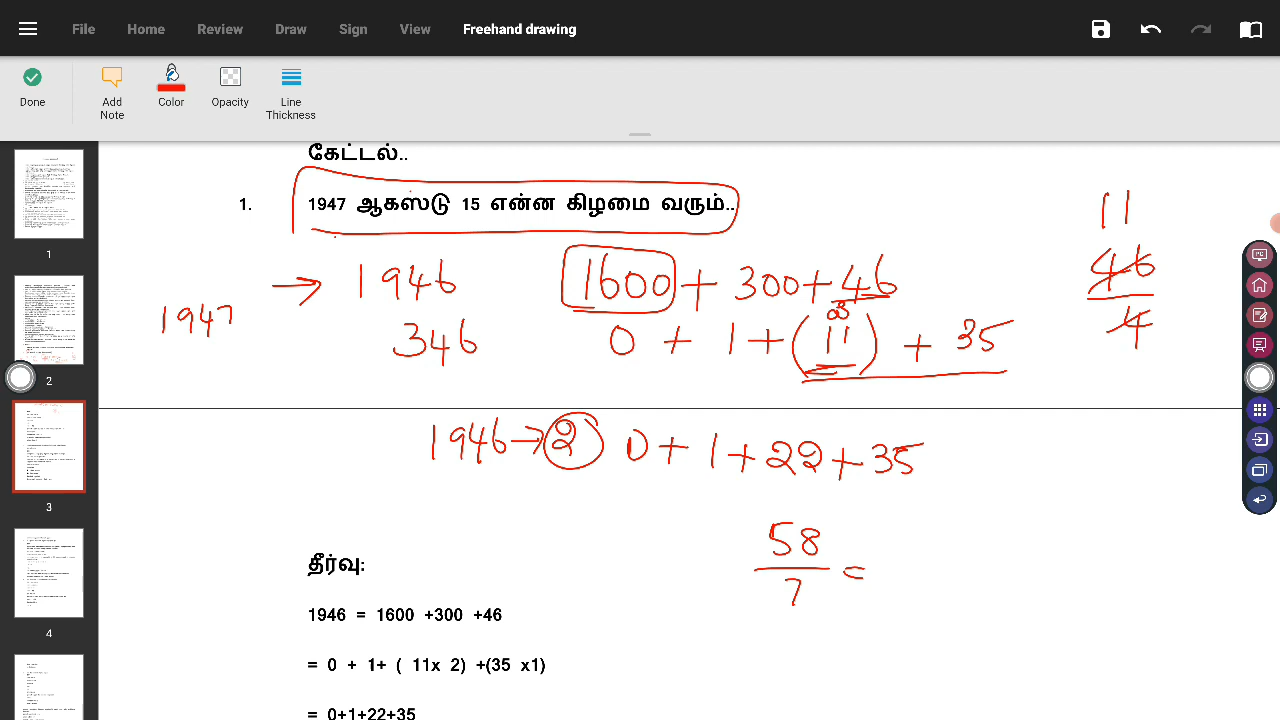 File Home Review Draw Sign View Freehand drawing
Done Add Note Color Opacity Line Thickness
கேட்டல்..
1. 1947 ஆகஸ்டு 15 என்ன கிழமை வரும்..
11
→ 1946 1600 + 300 + 46 46
1947 346 0 + 1 + (11) + 35 4
1946 → 2 0 + 1 + 22 + 35
58
7 =
தீர்வு:
1946 = 1600 +300 +46
= 0 + 1+ ( 11x 2) +(35 x1)
= 0+1+22+35
1
2
3
4